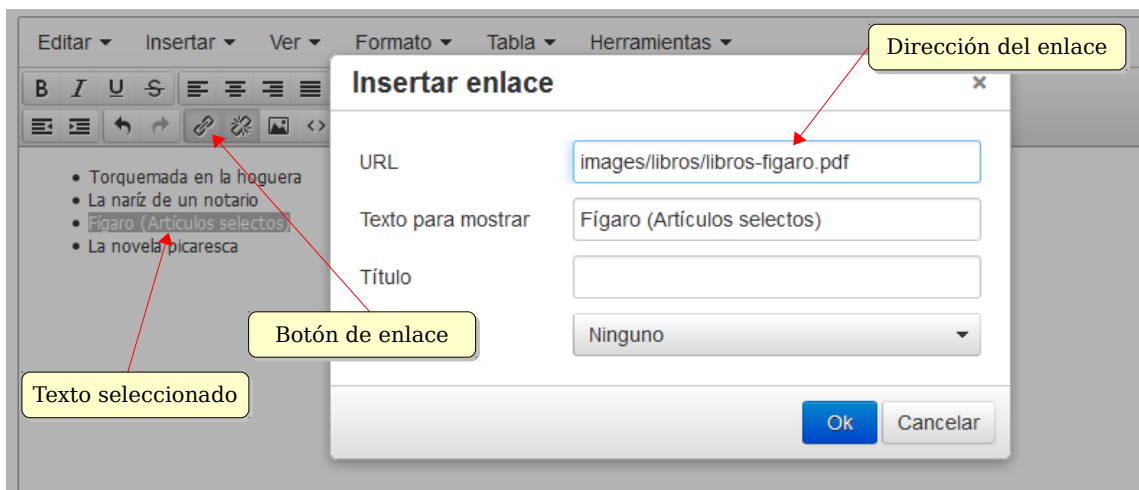 Editar Insertar Ver Formato Tabla Herramientas
Dirección del enlace
Insertar enlace ×
B I U S
URL images/libros/libros-figaro.pdf
Torquemada en la hoguera
La naríz de un notario
Fígaro (Artículos selectos)
La novela picaresca
Texto para mostrar Fígaro (Artículos selectos)
Título
Botón de enlace
Ninguno
Texto seleccionado
Ok Cancelar